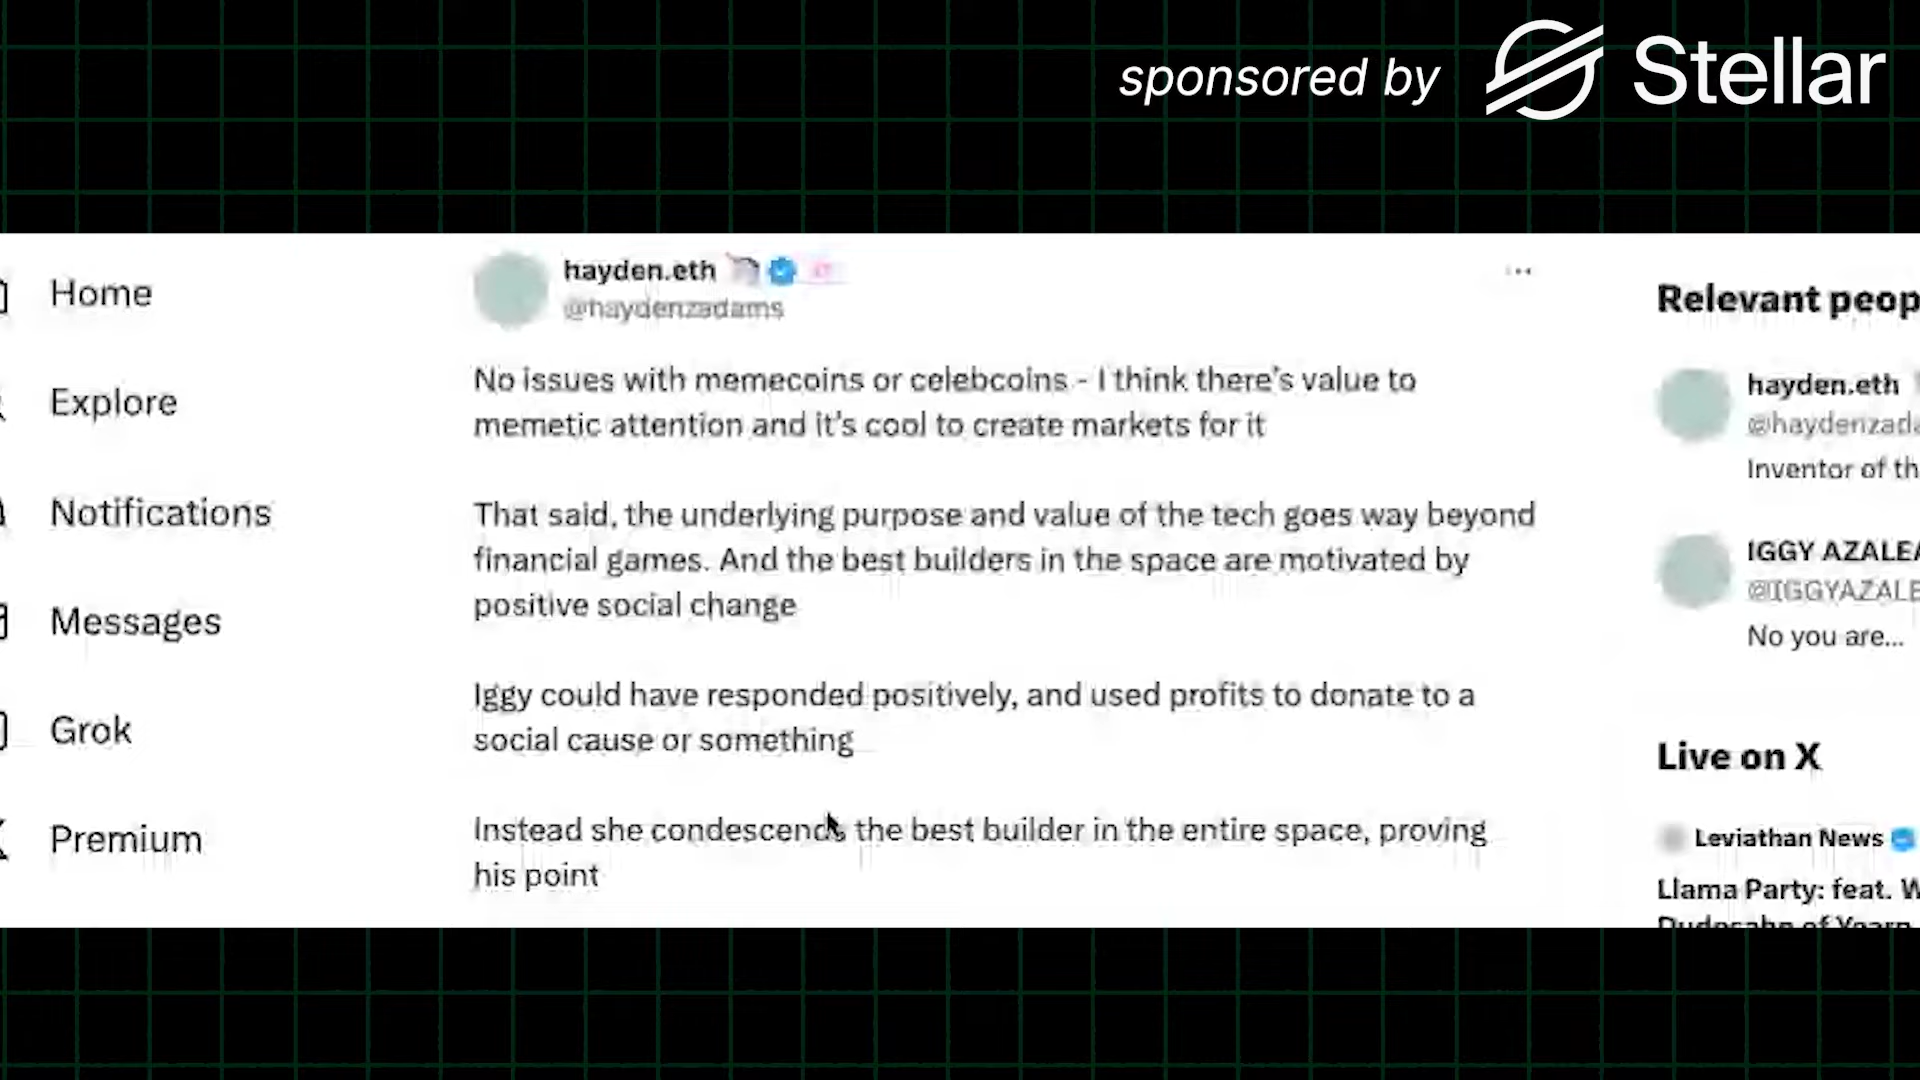 sponsored by Stellar
Home
Explore
Notifications
Messages
Grok
Premium
hayden.eth
@haydenzadams
No issues with memecoins or celebcoins - I think there's value to
memetic attention and it's cool to create markets for it
That said, the underlying purpose and value of the tech goes way beyond
financial games. And the best builders in the space are motivated by
positive social change
Iggy could have responded positively, and used profits to donate to a
social cause or something
Instead she condescends the best builder in the entire space, proving
his point
Relevant peop
hayden.eth
@haydenzada
Inventor of th
IGGY AZALEA
@IGGYAZALE
No you are...
Live on X
Leviathan News
Llama Party: feat. W